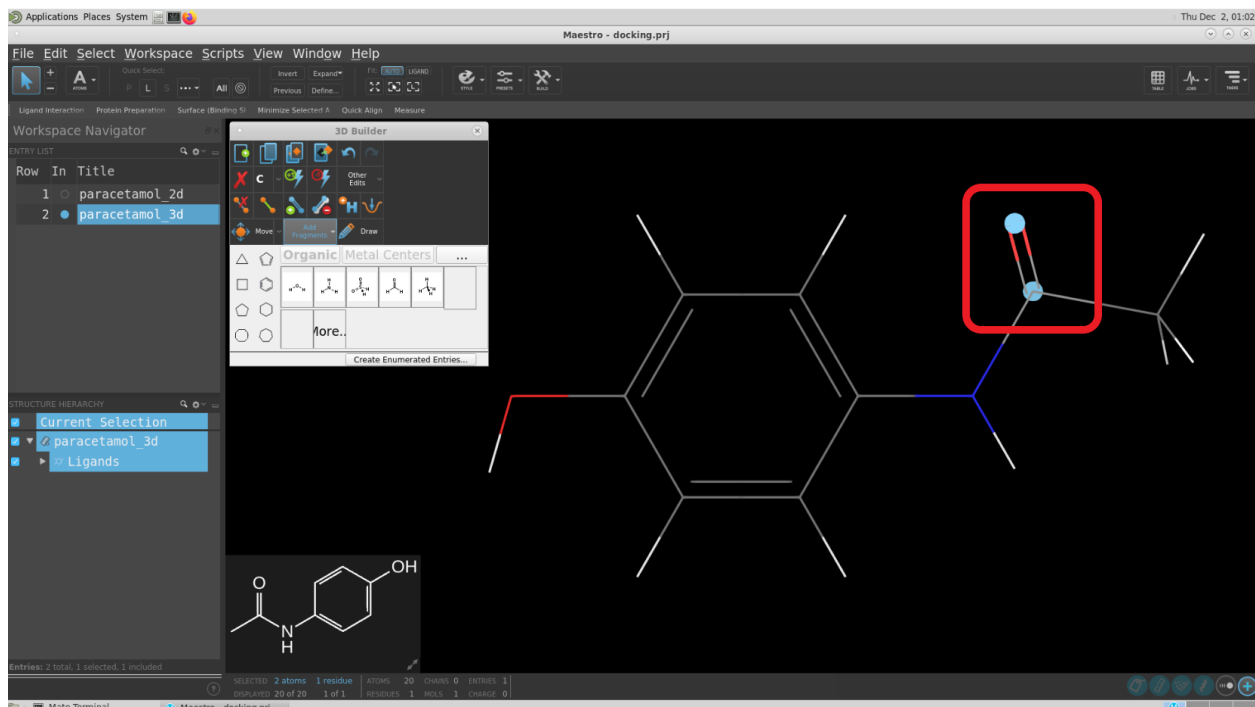 Applications Places System
Thu Dec 2, 01:02
Maestro - docking.prj
File Edit Select Workspace Scripts View Window Help
Quick Select:
Invert Expand
Fit: AUTO LIGAND
A
ATOMS
P L S ... All
Previous Define...
STYLE
PRESETS
BUILD
TABLE
JOBS
TASKS
Ligand Interaction Protein Preparation Surface (Binding Si Minimize Selected A Quick Align Measure
Workspace Navigator
ENTRY LIST
Row In Title
1 paracetamol_2d
2 paracetamol_3d
3D Builder
C
Other Edits
+H
Move
Add Fragments
Draw
Organic Metal Centers ...
More..
Create Enumerated Entries...
STRUCTURE HIERARCHY
Current Selection
paracetamol_3d
Ligands
OH
O
N
H
Entries: 2 total, 1 selected, 1 included
SELECTED 2 atoms 1 residue ATOMS 20 CHAINS 0 ENTRIES 1
DISPLAYED 20 of 20 1 of 1 RESIDUES 1 MOLS 1 CHARGE 0
Mate Terminal
Maestro - docking.prj